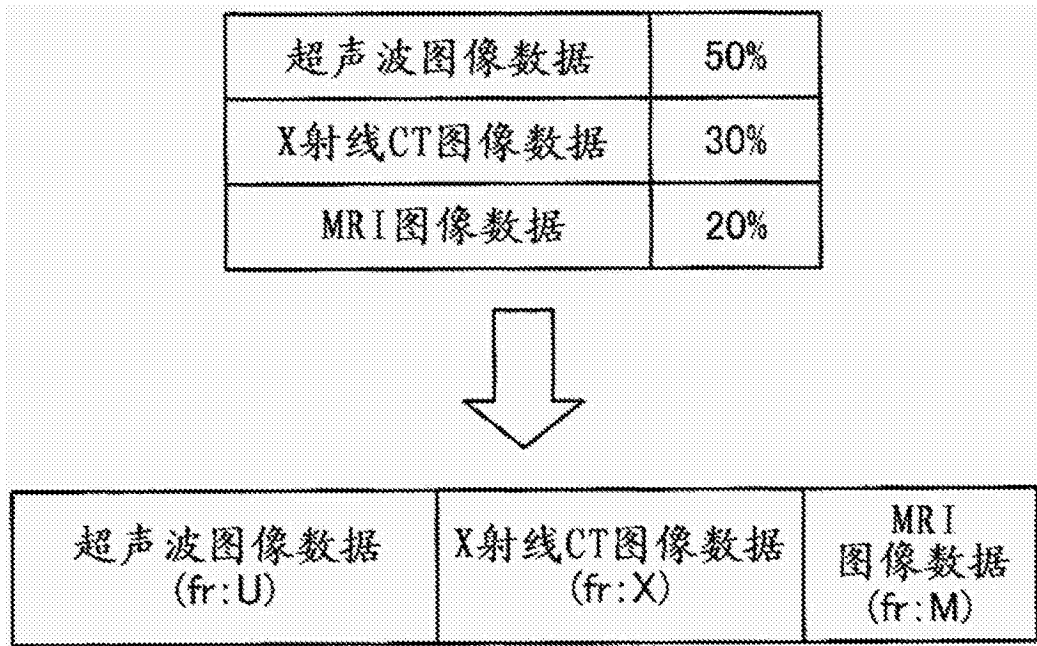 超声波图像数据 50%
X射线CT图像数据 30%
MRI图像数据 20%
超声波图像数据
(fr:U)
X射线CT图像数据
(fr:X)
MRI
图像数据
(fr:M)